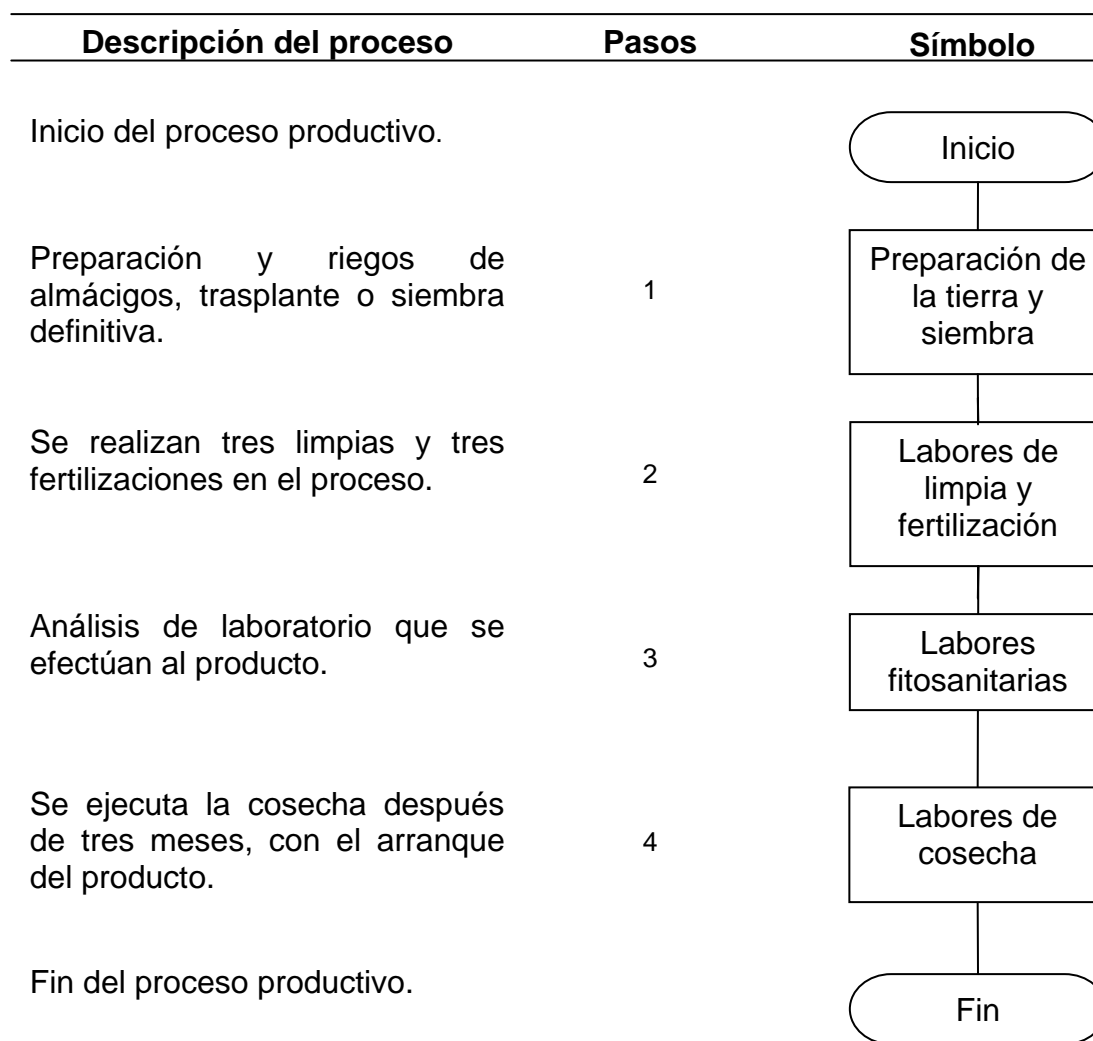 Descripción del proceso Pasos Símbolo
Inicio del proceso productivo.
Inicio
Preparación y riegos de
almácigos, trasplante o siembra
definitiva.
1
Preparación de
la tierra y
siembra
Se realizan tres limpias y tres
fertilizaciones en el proceso.
2
Labores de
limpia y
fertilización
Análisis de laboratorio que se
efectúan al producto.
3
Labores
fitosanitarias
Se ejecuta la cosecha después
de tres meses, con el arranque
del producto.
4
Labores de
cosecha
Fin del proceso productivo.
Fin